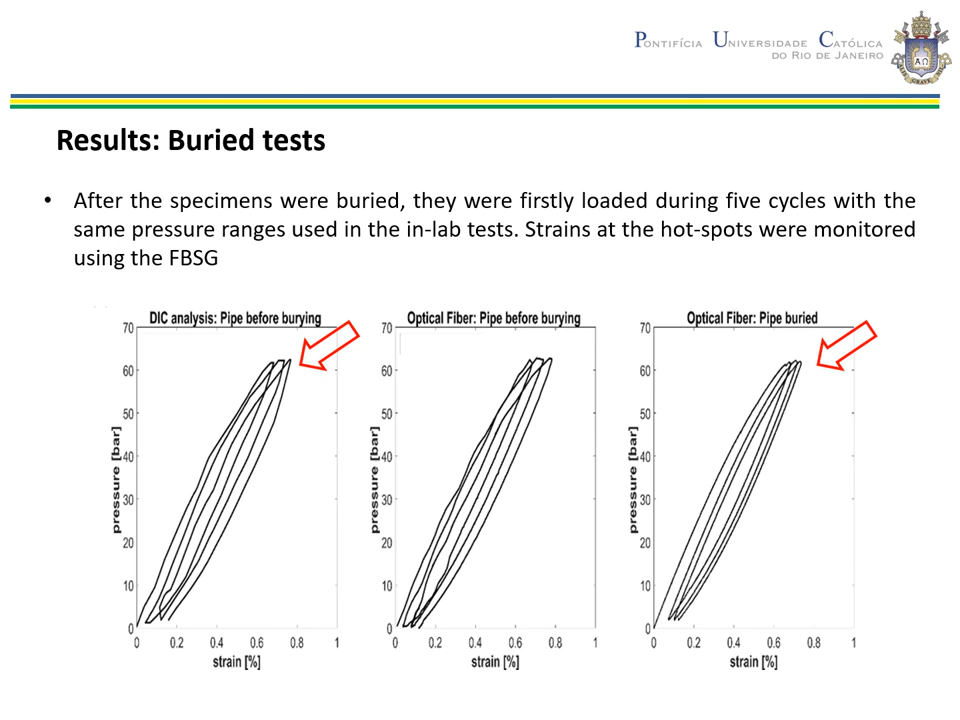 PONTIFÍCIA UNIVERSIDADE CATÓLICA
DO RIO DE JANEIRO
Results: Buried tests
• After the specimens were buried, they were firstly loaded during five cycles with the
same pressure ranges used in the in-lab tests. Strains at the hot-spots were monitored
using the FBSG
DIC analysis: Pipe before burying
70
60
50
40
30
20
10
0
pressure [bar]
0 0.2 0.4 0.6 0.8 1
strain [%]
Optical Fiber: Pipe before burying
70
60
50
40
30
20
10
0
pressure [bar]
0 0.2 0.4 0.6 0.8 1
strain [%]
Optical Fiber: Pipe buried
70
60
50
40
30
20
10
0
pressure [bar]
0 0.2 0.4 0.6 0.8 1
strain [%]